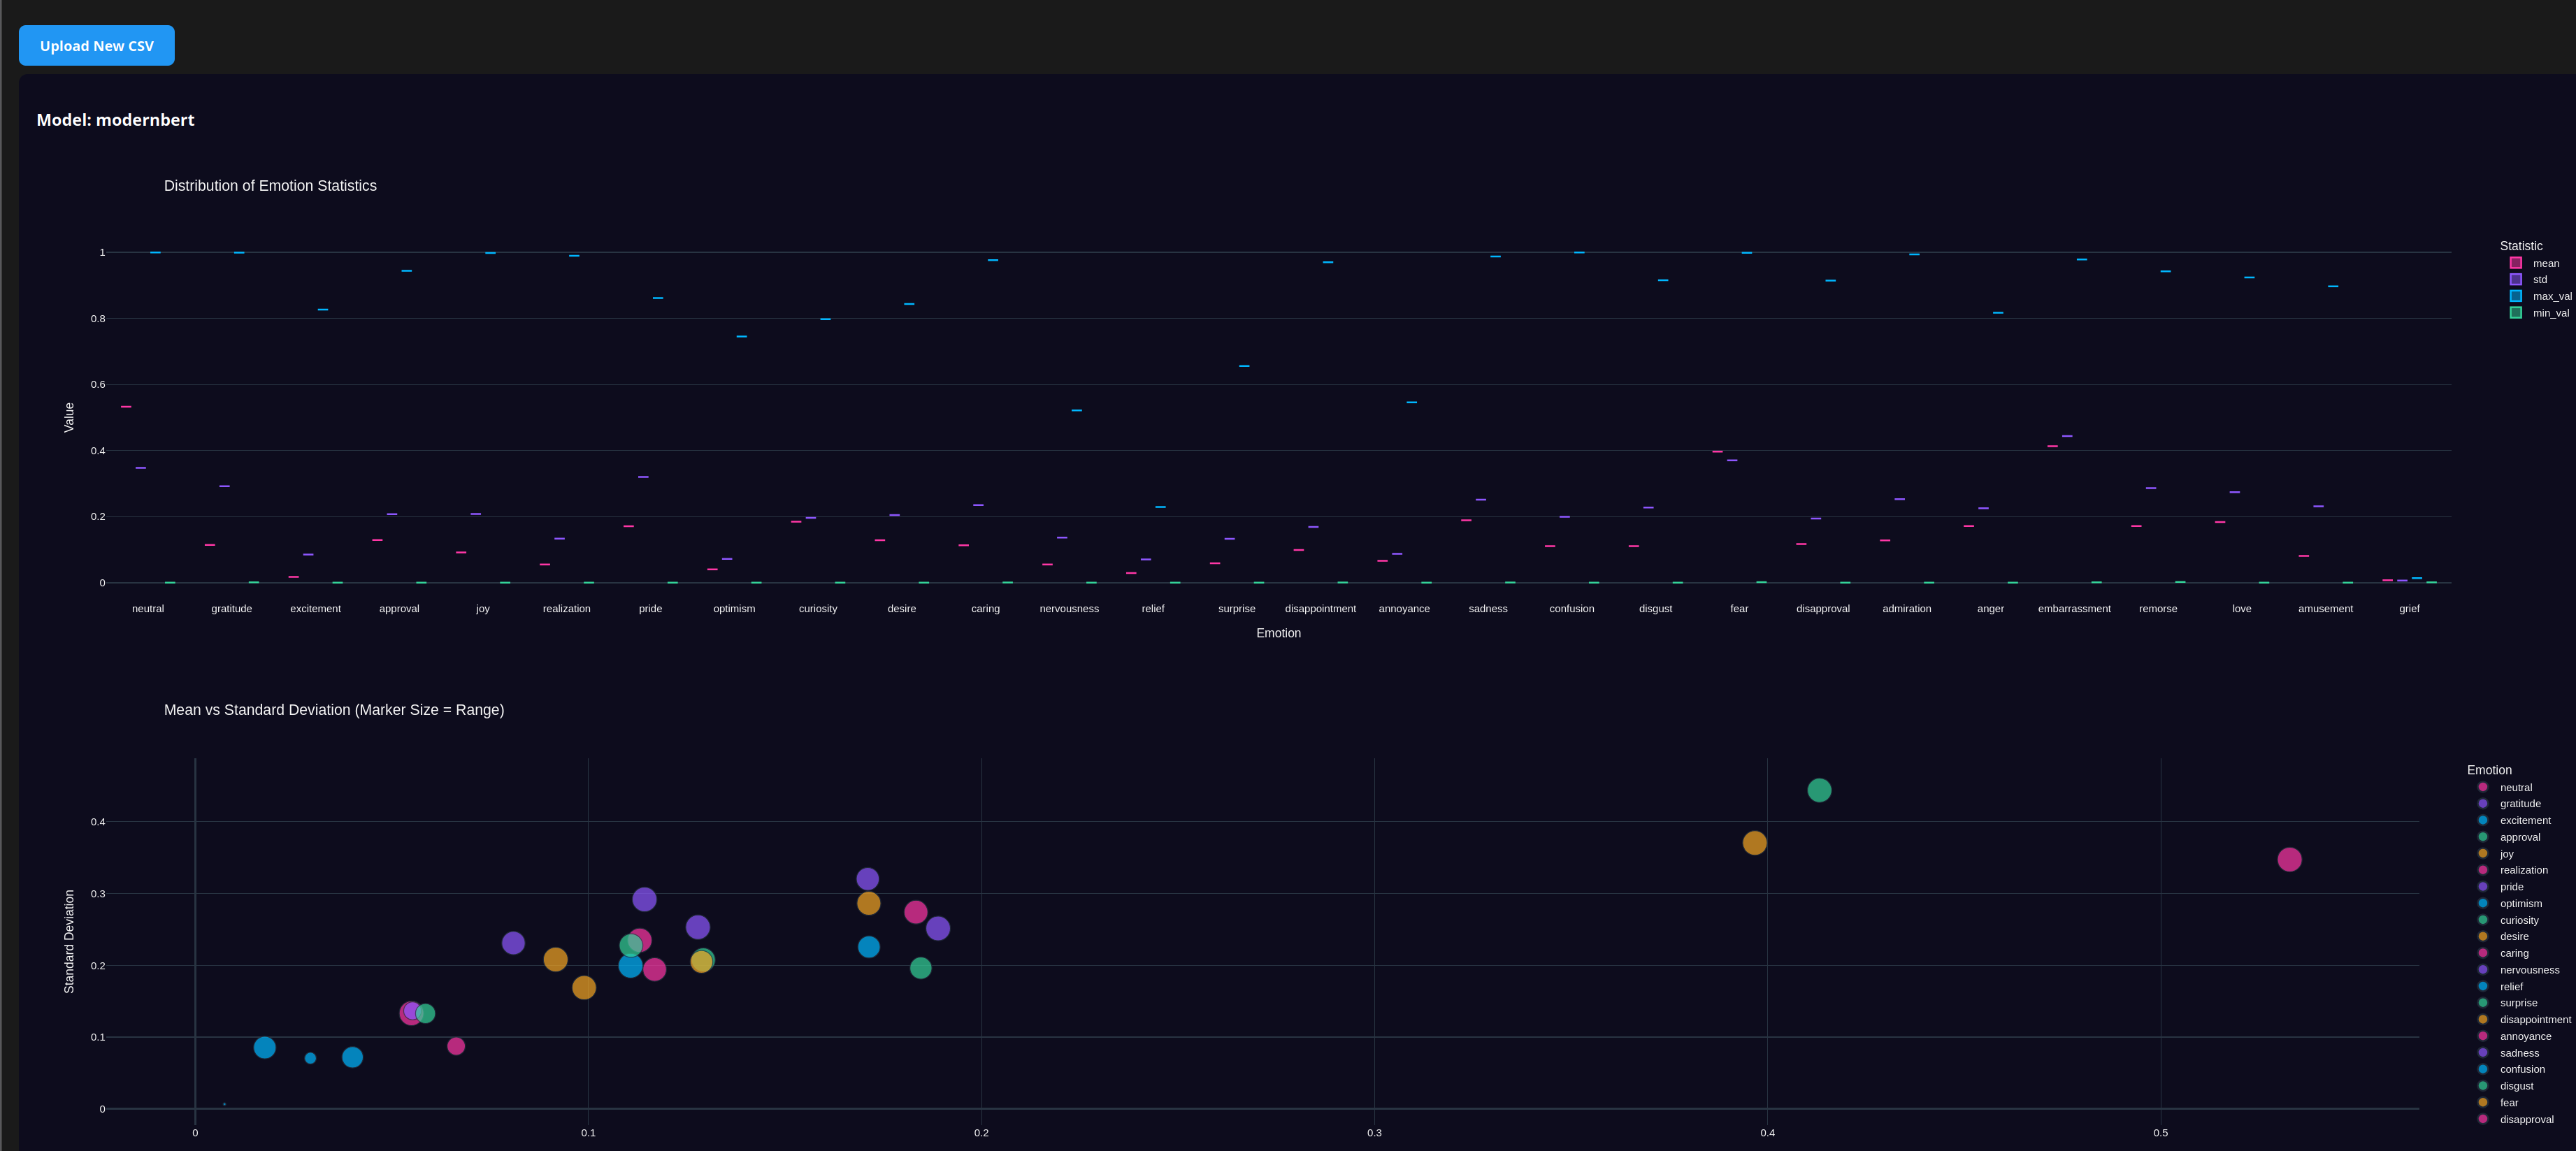 Upload New CSV
Model: modernbert
Distribution of Emotion Statistics
1
0.8
0.6
0.4
0.2
0
Value
neutral gratitude excitement approval joy realization pride optimism curiosity desire caring nervousness relief surprise disappointment annoyance sadness confusion disgust fear disapproval admiration anger embarrassment remorse love amusement grief
Emotion
Statistic
mean
std
max_val
min_val
Mean vs Standard Deviation (Marker Size = Range)
0.4
0.3
0.2
0.1
0
Standard Deviation
0 0.1 0.2 0.3 0.4 0.5
Emotion
neutral
gratitude
excitement
approval
joy
realization
pride
optimism
curiosity
desire
caring
nervousness
relief
surprise
disappointment
annoyance
sadness
confusion
disgust
fear
disapproval